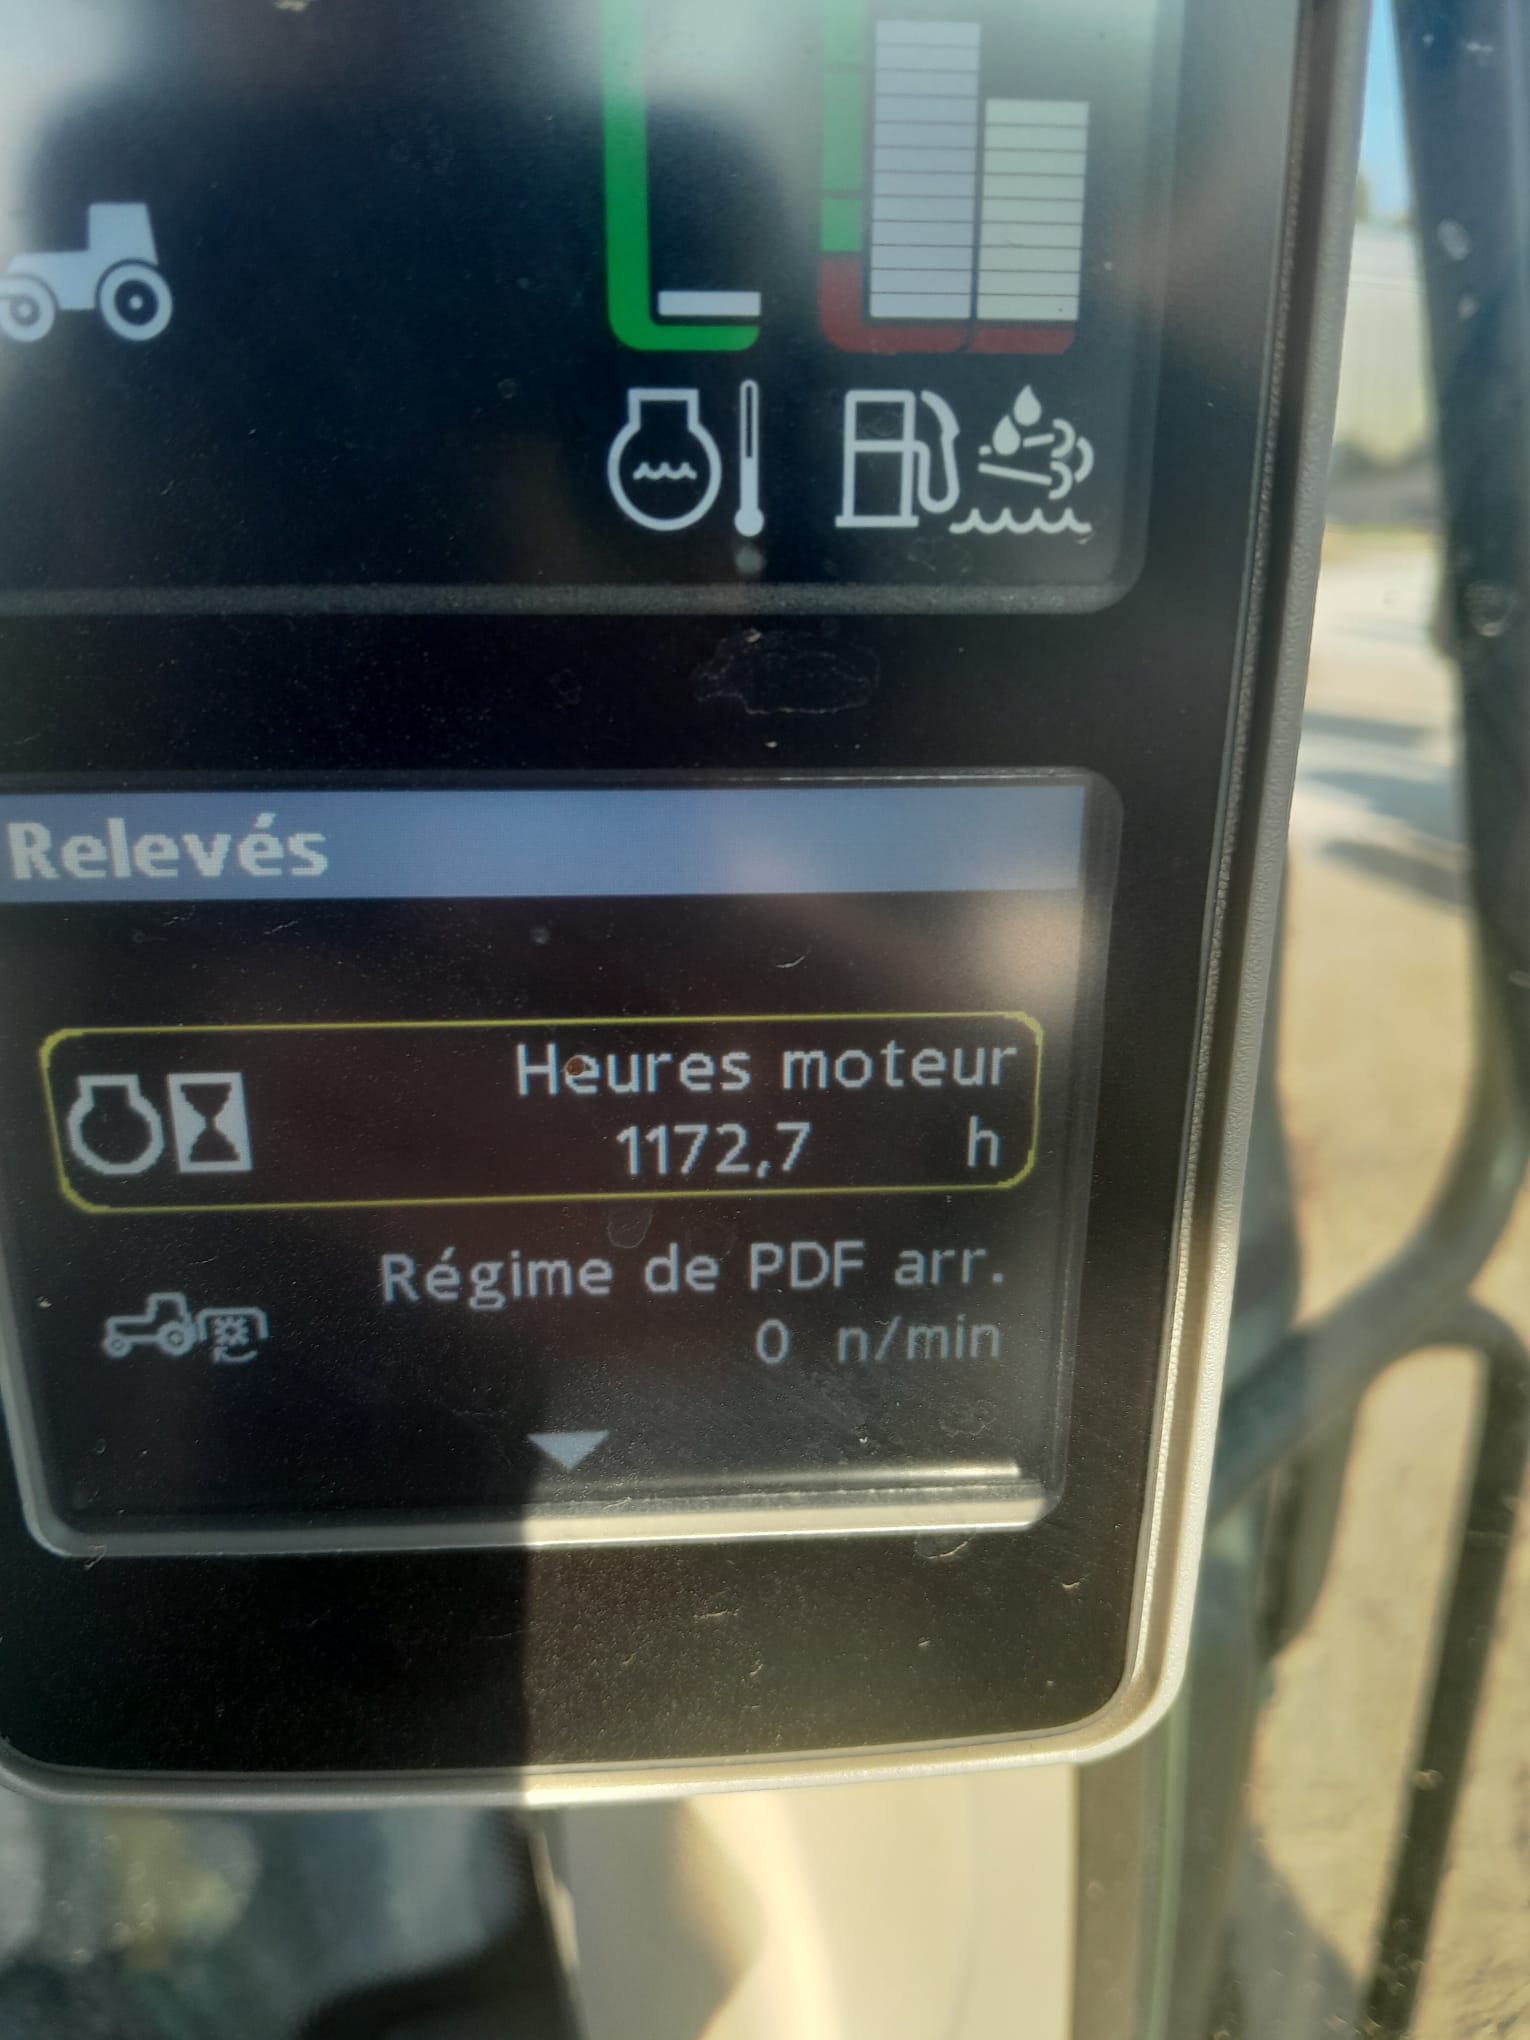 Relevés
Heures moteur
1172,7 h
Régime de PDF arr.
0 n/min